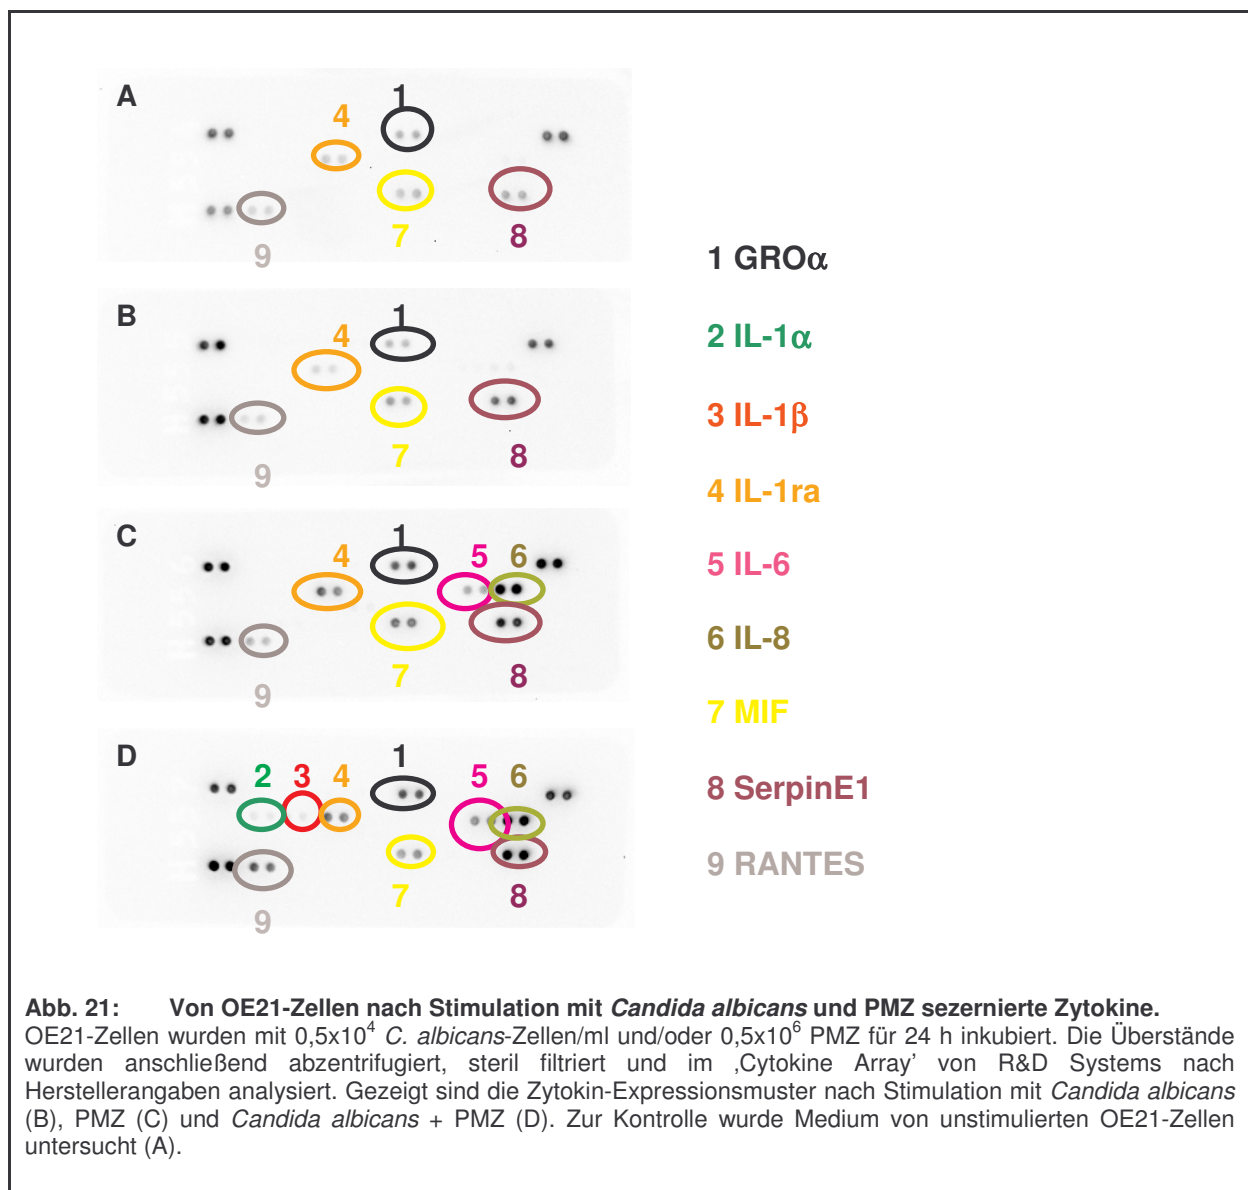 A
1
4
7
8
9
1 GROα
B
1
4
7
8
9
2 IL-1α
3 IL-1β
4 IL-1ra
C
1
4
5
6
7
8
9
5 IL-6
6 IL-8
7 MIF
D
1
2
3
4
5
6
7
8
9
8 SerpinE1
9 RANTES
Abb. 21: Von OE21-Zellen nach Stimulation mit Candida albicans und PMZ sezernierte Zytokine.
OE21-Zellen wurden mit 0,5x10⁴ C. albicans-Zellen/ml und/oder 0,5x10⁶ PMZ für 24 h inkubiert. Die Überstände
wurden anschließend abzentrifugiert, steril filtriert und im ‚Cytokine Array’ von R&D Systems nach
Herstellerangaben analysiert. Gezeigt sind die Zytokin-Expressionsmuster nach Stimulation mit Candida albicans
(B), PMZ (C) und Candida albicans + PMZ (D). Zur Kontrolle wurde Medium von unstimulierten OE21-Zellen
untersucht (A).